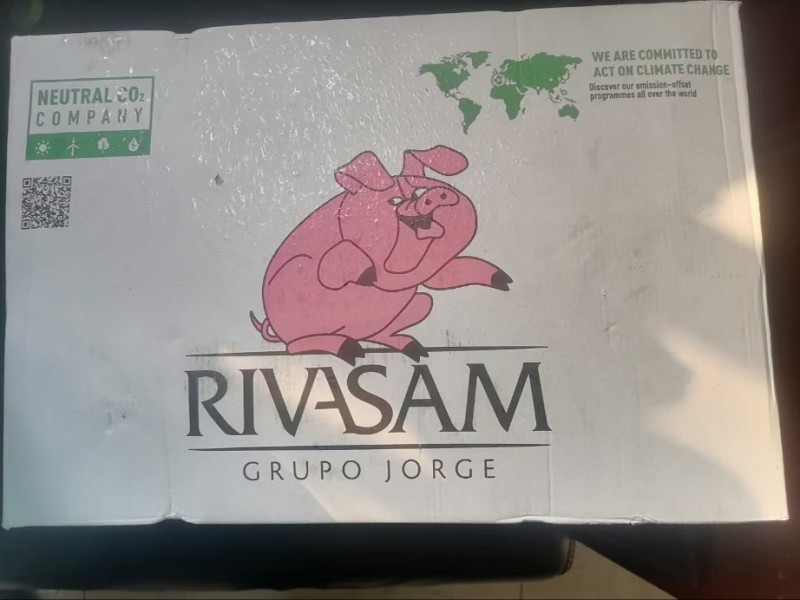 NEUTRAL CO₂
COMPANY
WE ARE COMMITTED TO
ACT ON CLIMATE CHANGE
Discover our emission-offset
programmes all over the world
RIVASAM
GRUPO JORGE